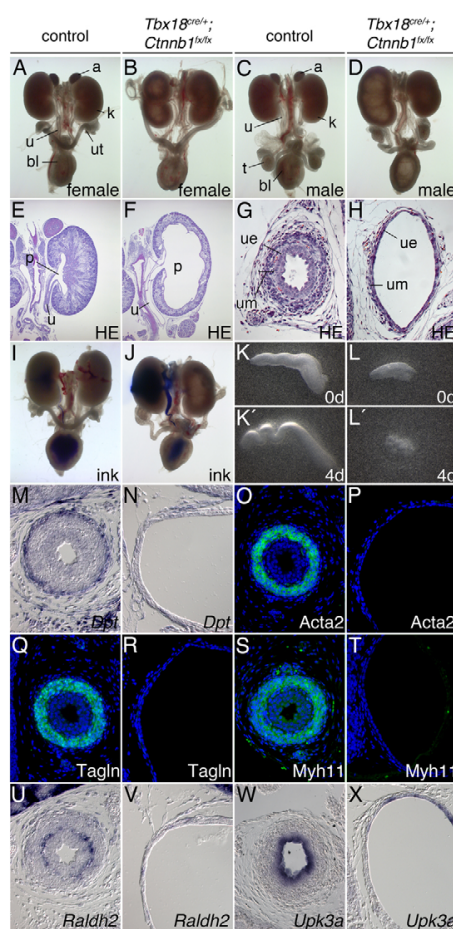 control
Tbx18cre/+;
Ctnnb1fx/fx
control
Tbx18cre/+;
Ctnnb1fx/fx
A a k u ut bl female
B female
C a u k t bl male
D male
E p u HE
F p u HE
G ue um HE
H ue um HE
I ink
J ink
K 0d
L 0d
K´ 4d
L´ 4d
M Dpt
N Dpt
O Acta2
P Acta2
Q Tagln
R Tagln
S Myh11
T Myh11
U Raldh2
V Raldh2
W Upk3a
X Upk3a